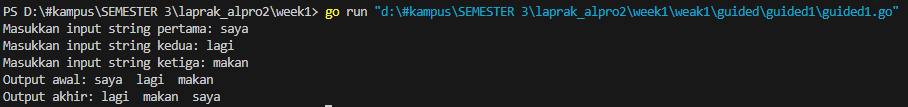 PS D:\#kampus\SEMESTER 3\laprak_alpro2\week1> go run "d:\#kampus\SEMESTER 3\laprak_alpro2\week1\weak1\guided\guided1\guided1.go"
Masukkan input string pertama: saya
Masukkan input string kedua: lagi
Masukkan input string ketiga: makan
Output awal: saya  lagi  makan
Output akhir: lagi  makan  saya